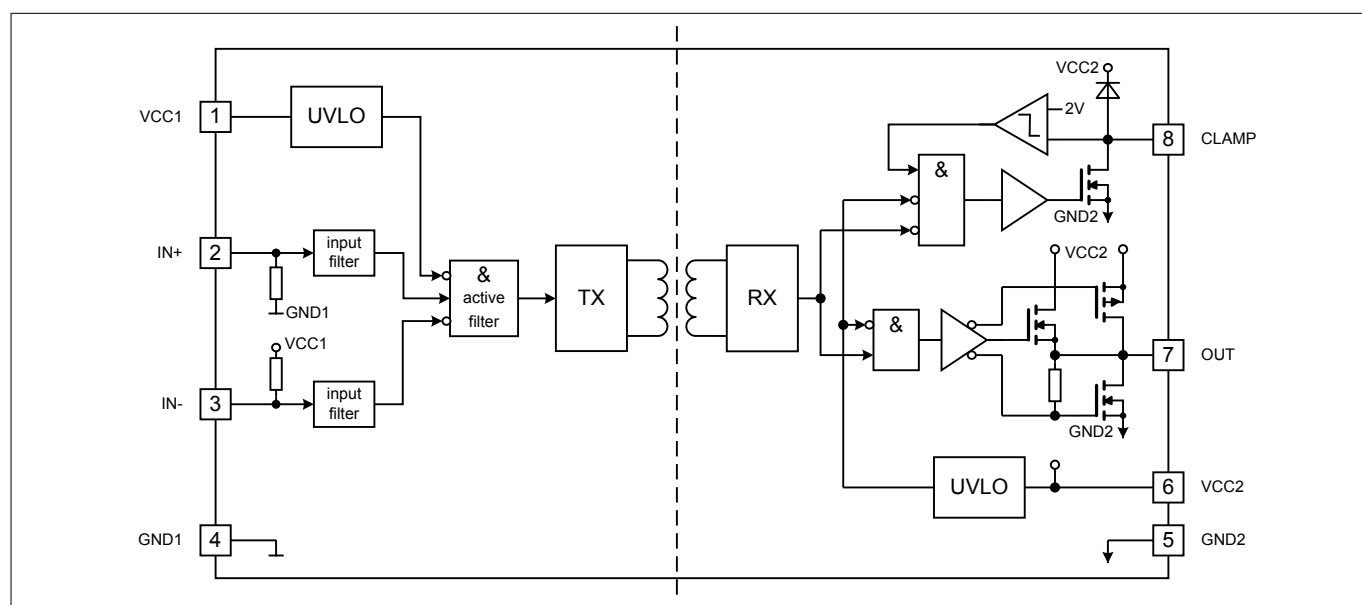 VCC1
1
UVLO
IN+
2
input
filter
GND1
VCC1
IN-
3
input
filter
GND1
4
&
active
filter
TX
RX
VCC2
2V
8
CLAMP
&
GND2
VCC2
&
7
OUT
GND2
UVLO
6
VCC2
5
GND2